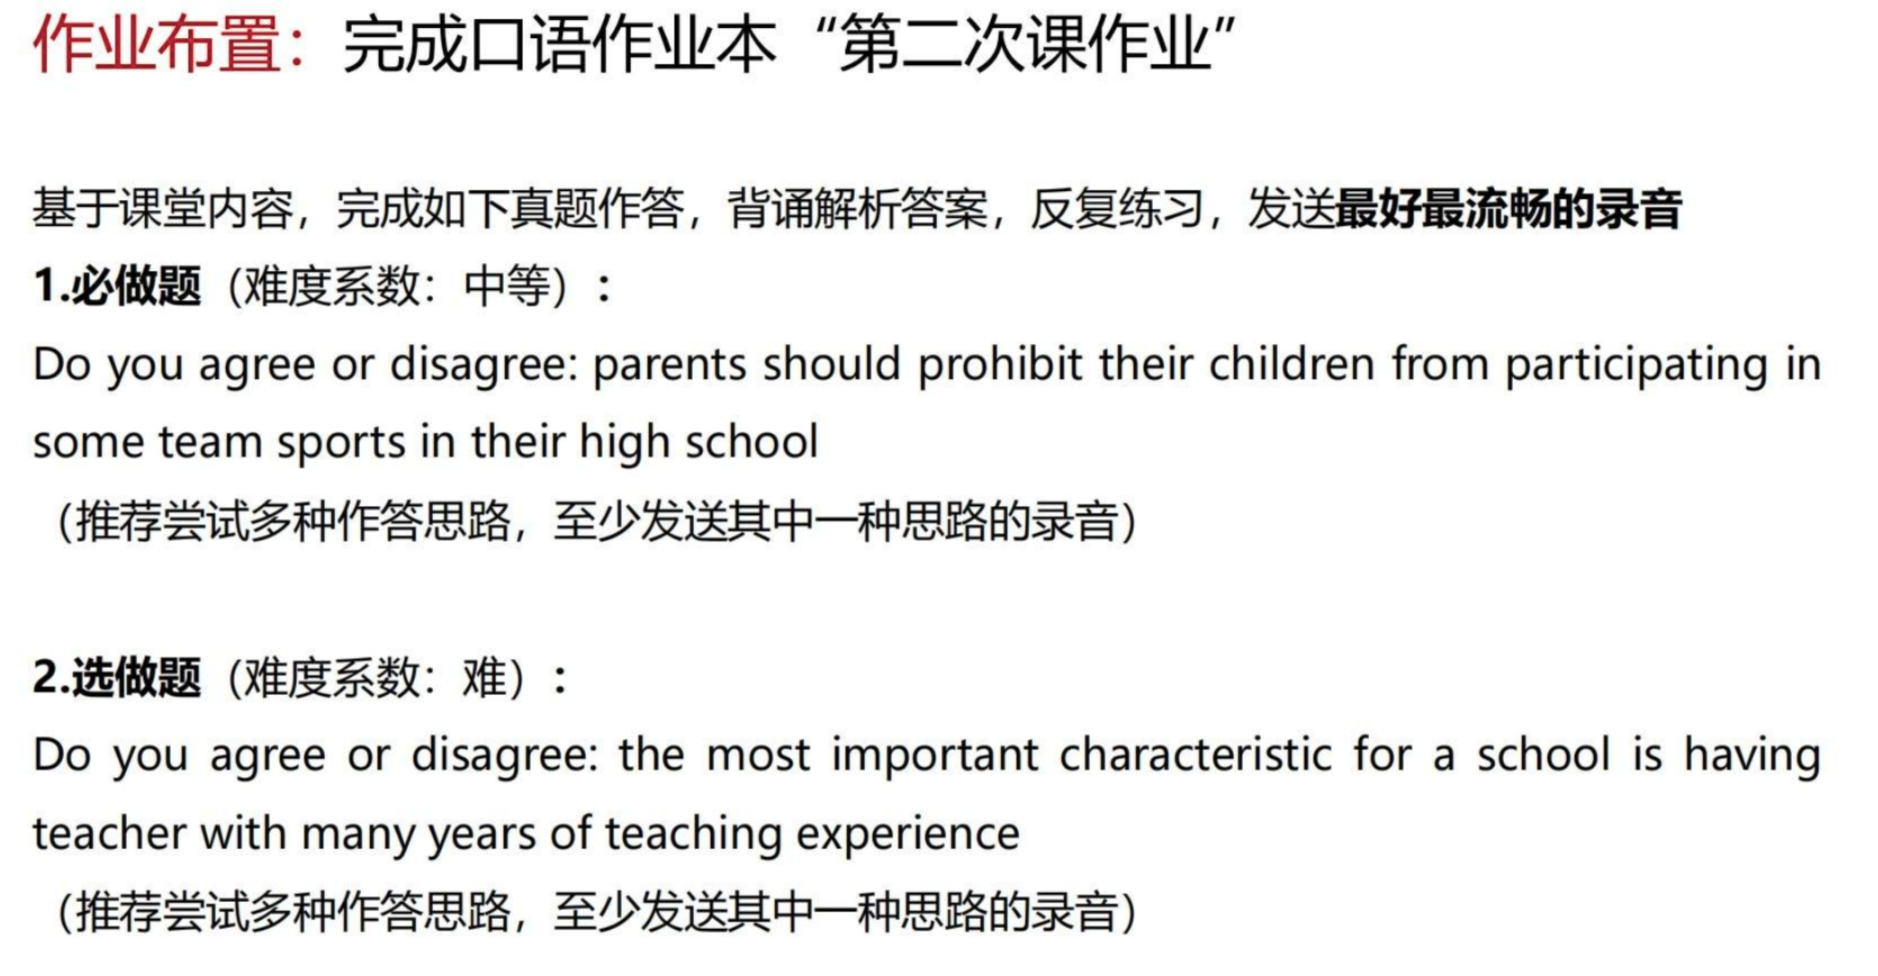 作业布置：完成口语作业本“第二次课作业”
基于课堂内容，完成如下真题作答，背诵解析答案，反复练习，发送最好最流畅的录音
1.必做题（难度系数：中等）：
Do you agree or disagree: parents should prohibit their children from participating in
some team sports in their high school
（推荐尝试多种作答思路，至少发送其中一种思路的录音）
2.选做题（难度系数：难）：
Do you agree or disagree: the most important characteristic for a school is having
teacher with many years of teaching experience
（推荐尝试多种作答思路，至少发送其中一种思路的录音）